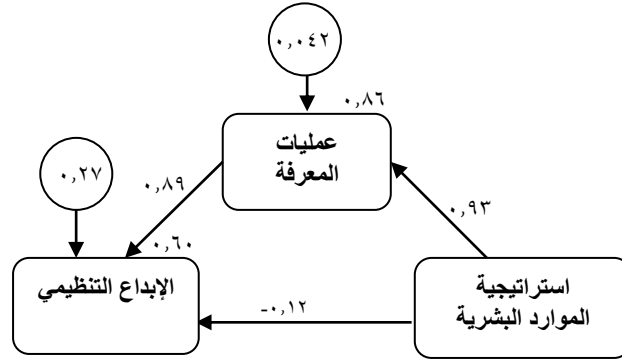 ٠,٠٤٢
٠,٨٦
عمليات
المعرفة
٠,٢٧
٠,٨٩
٠,٩٣
٠,٦٠
الإبداع التنظيمي
استراتيجية
الموارد البشرية
-٠,١٢